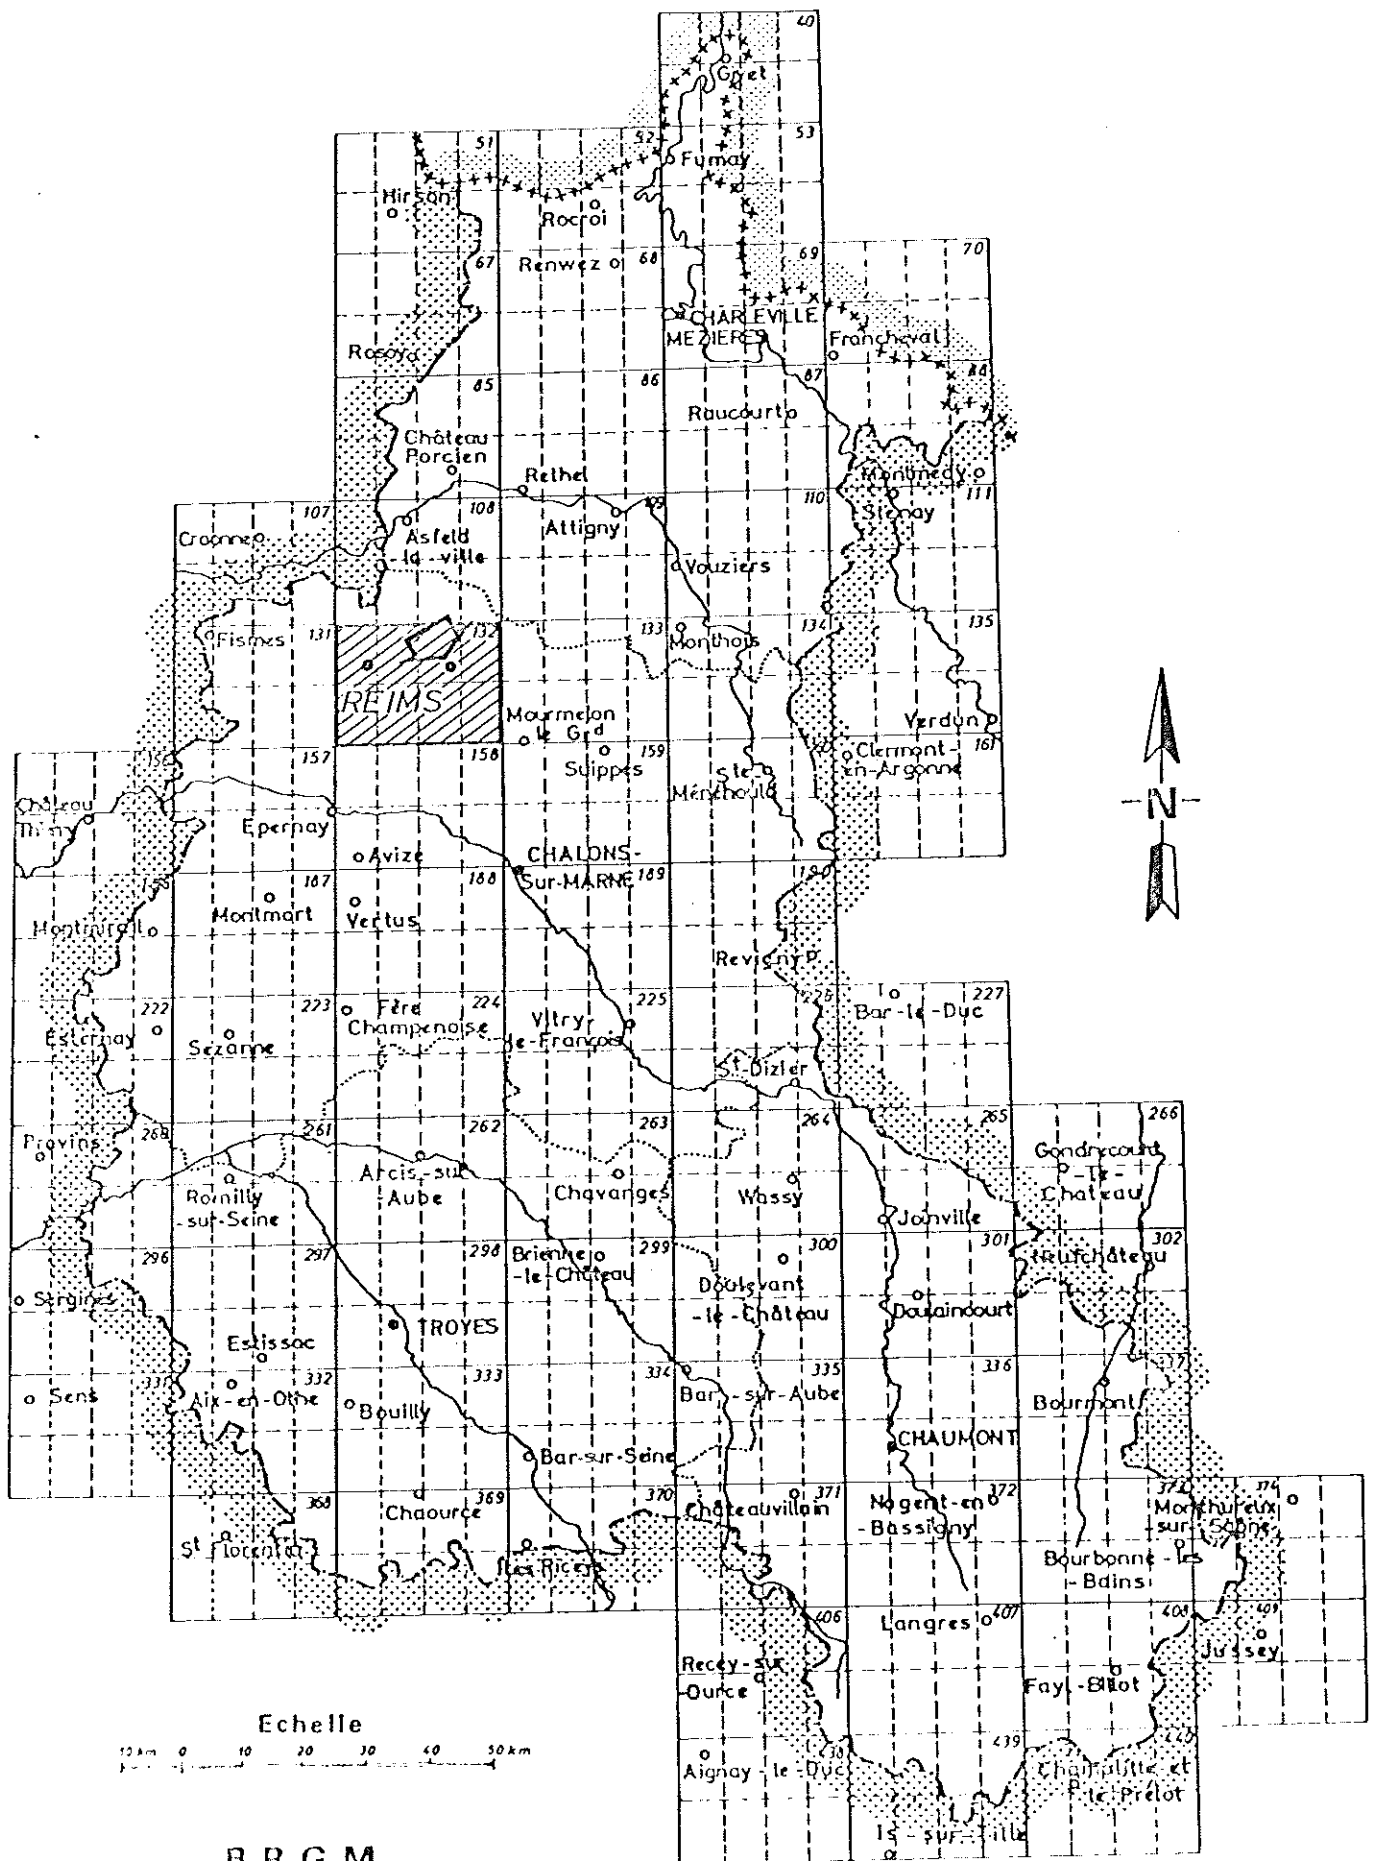 40
Givet
51
52
53
Fumay
Hirson
Rocroi
67
Renwez
68
69
70
CHARLEVILLE
MEZIERES
Rosoy
Francheval
85
86
87
88
Raucourt
Château
Porcien
Montmedy
Rethel
107
108
109
110
111
Stenay
Craonne
Asfeld
-la-ville
Attigny
Vouziers
Fismes
131
132
133
Monthois
134
135
REIMS
Mourmelon
le Grd
Verdun
156
157
158
Suippes
159
160
Clermont-
en-Argonne
161
Ste-
Ménéhould
Château
Thierry
Epernay
Avize
CHALONS-
Sur-MARNE
187
188
189
190
Montmort
Vertus
Montmirail
Revigny
222
223
Fère
Champenoise
224
Vitry-
le-François
225
226
227
Bar-le-Duc
Esternay
Sezanne
St-Dizier
Provins
261
262
263
264
265
266
Gondrecourt
-le-
Château
Arcis-sur
-Aube
Chavanges
Wassy
Romilly
-sur-Seine
Joinville
296
297
298
Brienne
-le-Château
299
300
301
302
Neufchâteau
Sergines
Doulevant
-le-Château
Doulaincourt
TROYES
Estissac
331
332
333
334
335
336
337
Sens
Aix-en-Othe
Bouilly
Bar-sur-Aube
Bourmont
Bar-sur-Seine
CHAUMONT
368
369
370
371
372
373
374
Chaource
Châteauvillain
Nogent-en
-Bassigny
Monthureux
-sur-Saône
St Florentin
les Riceys
Bourbonne-les
-Bains
406
Langres
407
408
409
Recey-sur
-Ource
Fayl-Billot
Jussey
Echelle
10 km 0 10 20 30 40 50 km
438
439
440
Aignay-le-Duc
Champlitte et
le Prélot
Is-sur-Tille
N
B.R.G.M